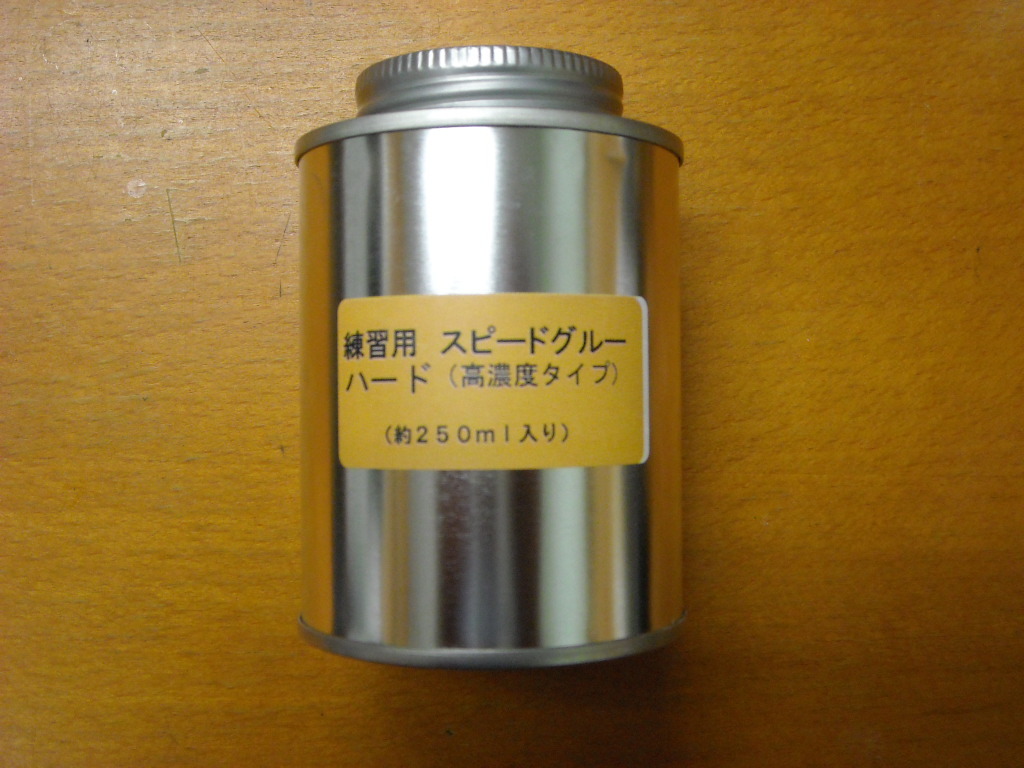 練習用　スピードグルー
ハード（高濃度タイプ）
（約２５０ｍｌ入り）